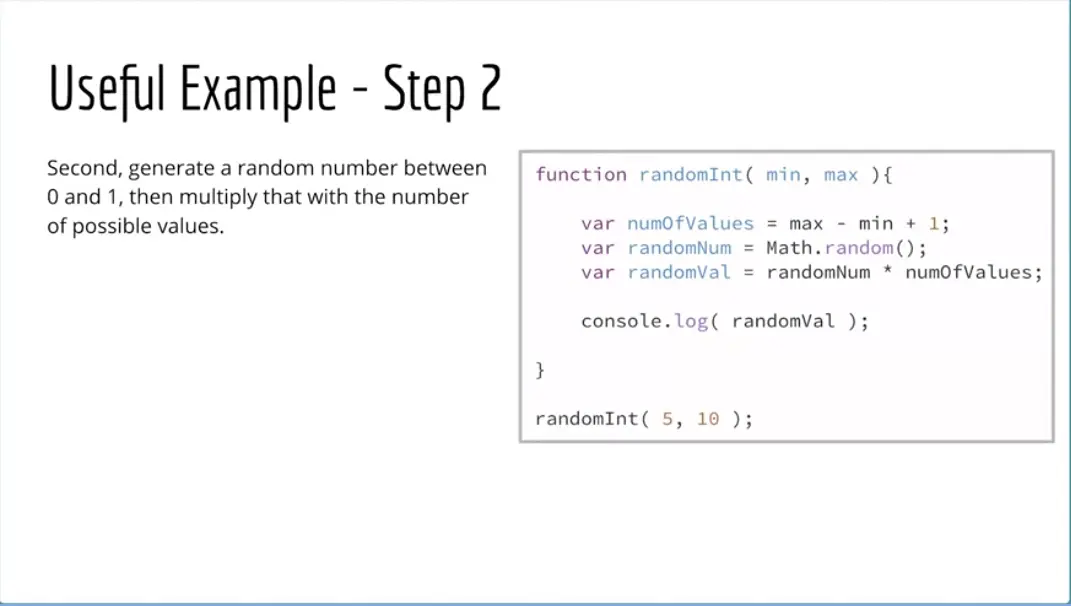 Useful Example - Step 2
Second, generate a random number between
0 and 1, then multiply that with the number
of possible values.
function randomInt( min, max ){
var numOfValues = max - min + 1;
var randomNum = Math.random();
var randomVal = randomNum * numOfValues;
console.log( randomVal );
}
randomInt( 5, 10 );